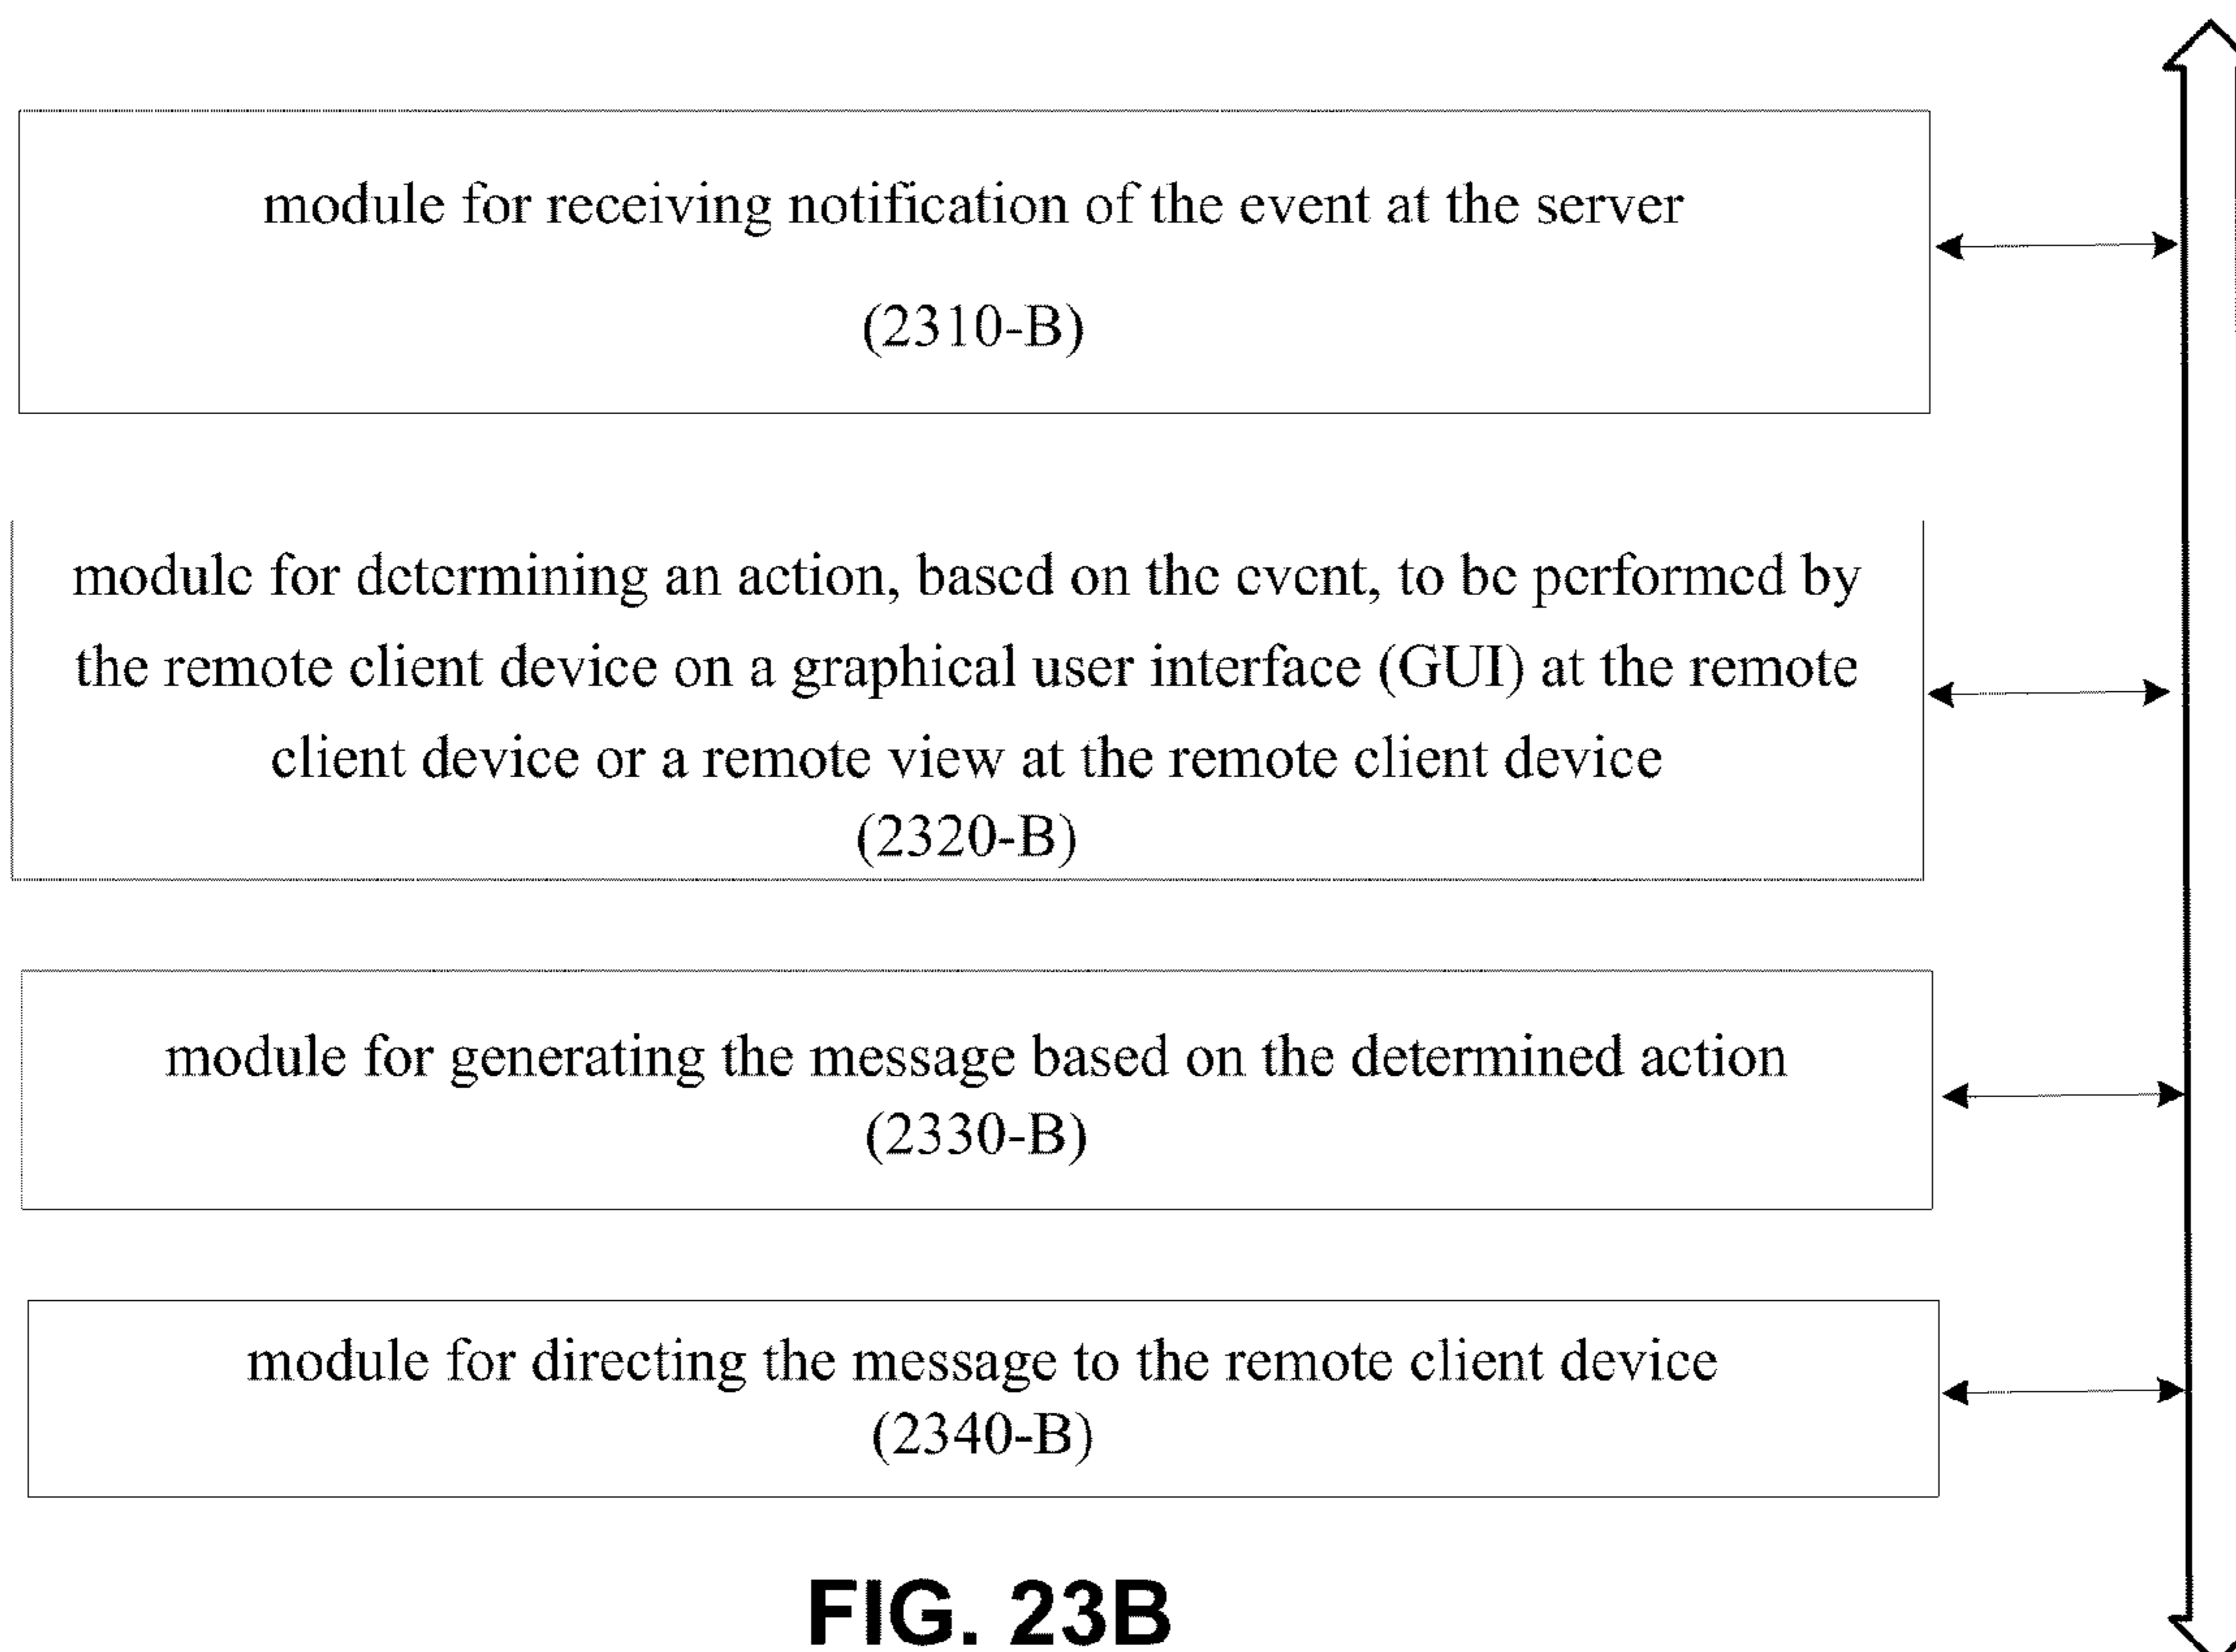 module for receiving notification of the event at the server
(2310-B)
module for determining an action, based on the event, to be performed by
the remote client device on a graphical user interface (GUI) at the remote
client device or a remote view at the remote client device
(2320-B)
module for generating the message based on the determined action
(2330-B)
module for directing the message to the remote client device
(2340-B)
FIG. 23B